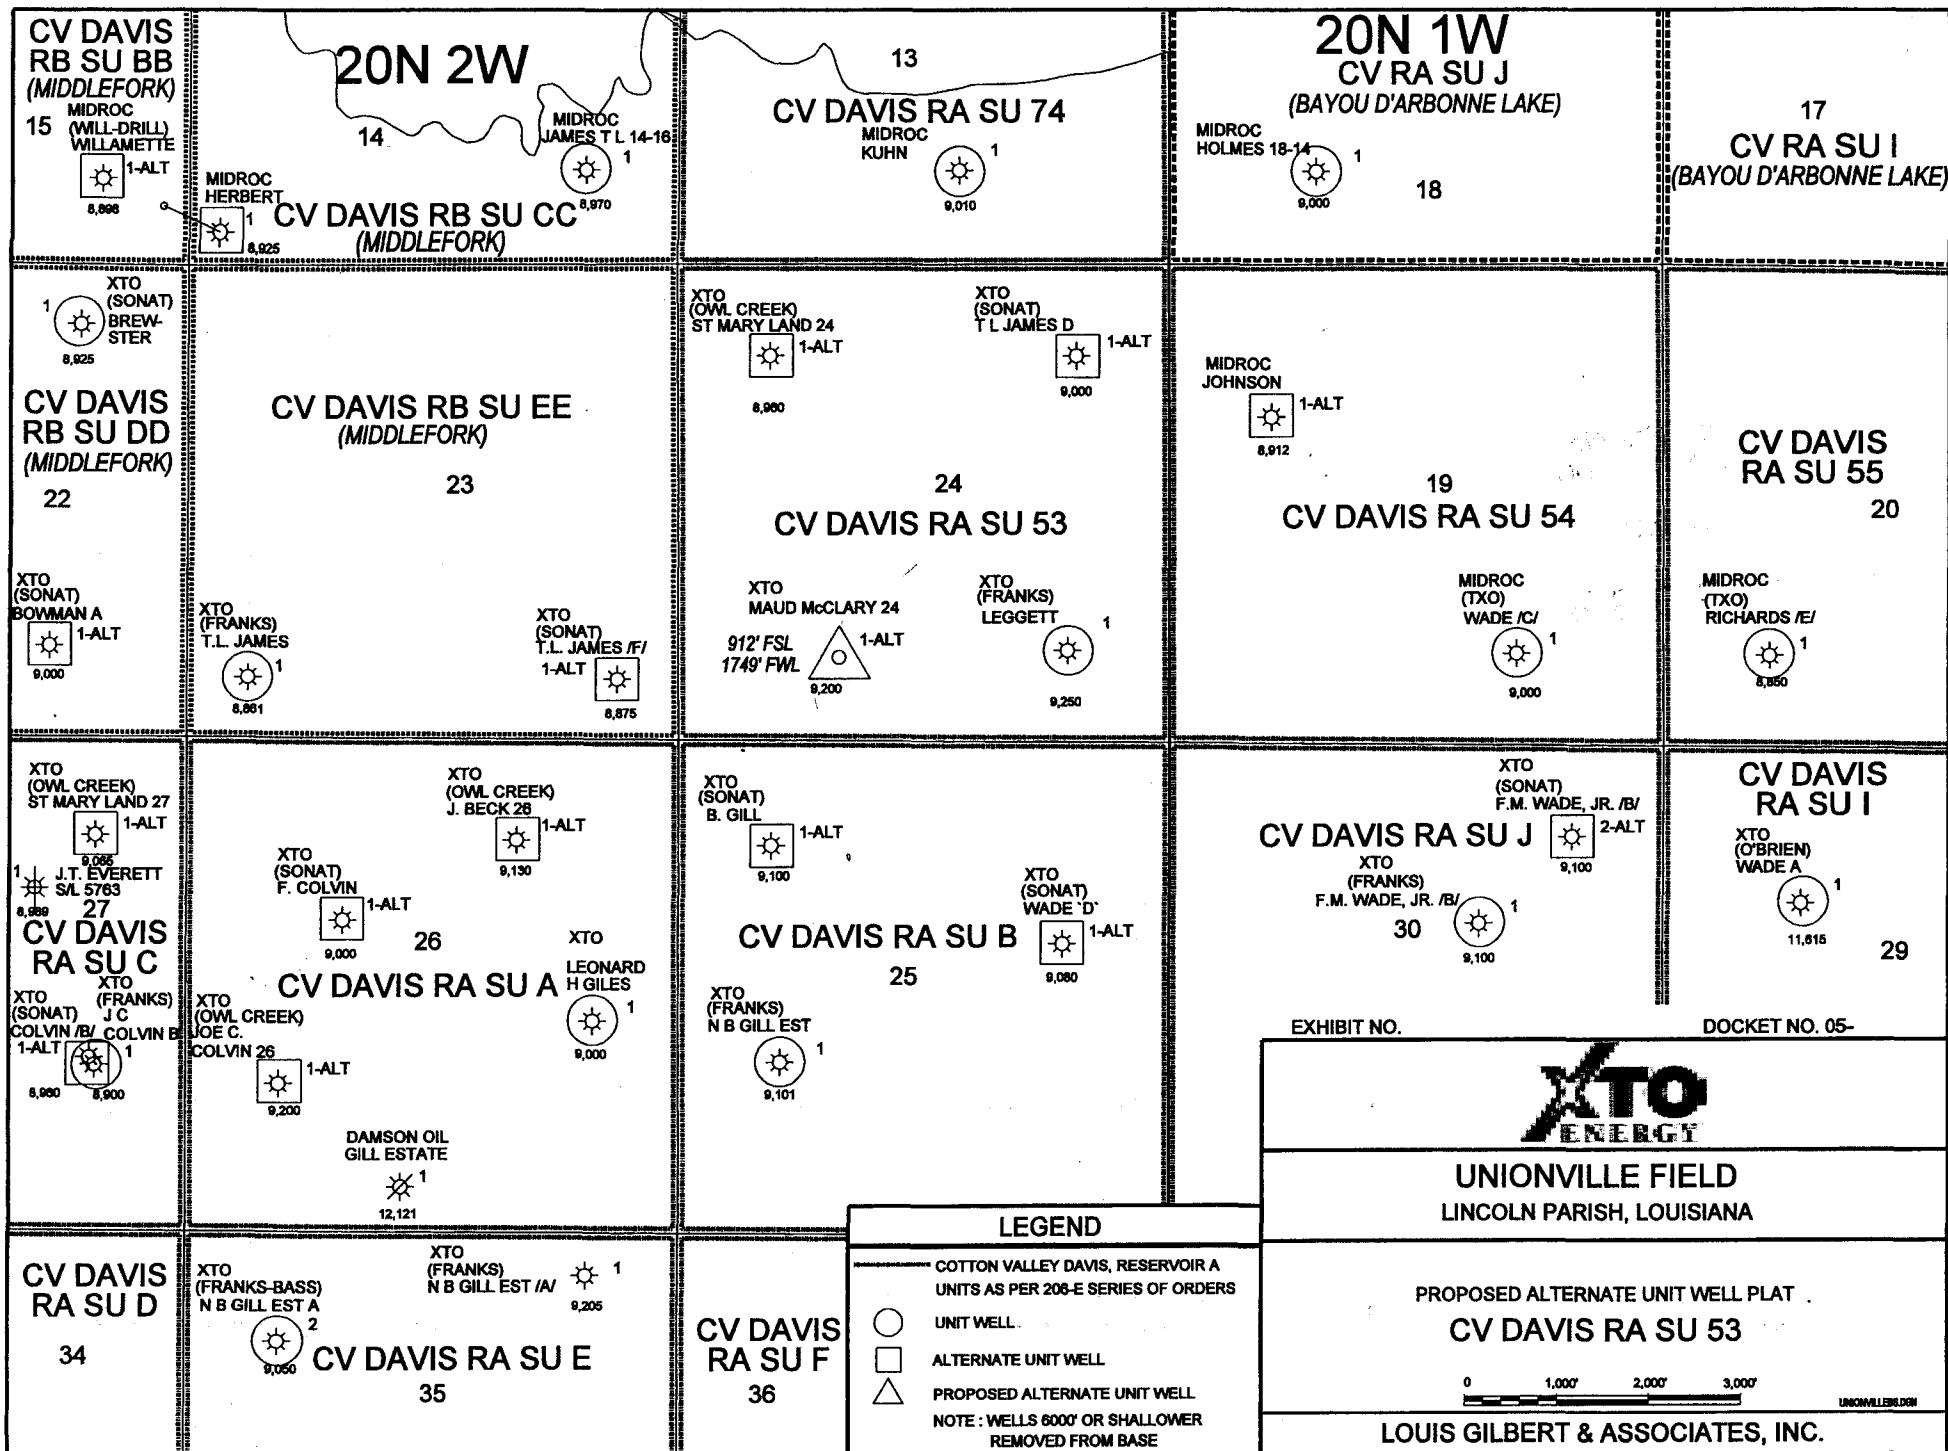 CV DAVIS
RB SU BB
(MIDDLEFORK)
MIDROC
(WILL-DRILL)
WILLAMETTE
15
1-ALT
8,898
20N 2W
14
MIDROC
JAMES T L 14-16
1
8,970
MIDROC
HERBERT
1
8,925
CV DAVIS RB SU CC
(MIDDLEFORK)
13
CV DAVIS RA SU 74
MIDROC
KUHN
1
9,010
20N 1W
CV RA SU J
(BAYOU D'ARBONNE LAKE)
MIDROC
HOLMES 18-14
1
9,000
18
17
CV RA SU I
(BAYOU D'ARBONNE LAKE)
XTO
(SONAT)
BREW-
STER
1
8,925
CV DAVIS
RB SU DD
(MIDDLEFORK)
22
XTO
(SONAT)
BOWMAN A
1-ALT
9,000
CV DAVIS RB SU EE
(MIDDLEFORK)
23
XTO
(FRANKS)
T.L. JAMES
1
8,861
XTO
(SONAT)
T.L. JAMES /F/
1-ALT
8,875
XTO
(OWL CREEK)
ST MARY LAND 24
1-ALT
8,960
XTO
(SONAT)
T L JAMES D
1-ALT
9,000
24
CV DAVIS RA SU 53
XTO
MAUD McCLARY 24
912' FSL
1749' FWL
1-ALT
9,200
XTO
(FRANKS)
LEGGETT
1
9,250
MIDROC
JOHNSON
1-ALT
8,912
19
CV DAVIS RA SU 54
MIDROC
(TXO)
WADE /C/
1
9,000
CV DAVIS
RA SU 55
20
MIDROC
(TXO)
RICHARDS /E/
1
8,850
XTO
(OWL CREEK)
ST MARY LAND 27
1-ALT
9,065
1
J.T. EVERETT
S/L 5763
8,989
27
CV DAVIS
RA SU C
XTO
(SONAT)
COLVIN /B/
1-ALT
8,960
XTO
(FRANKS)
J C
COLVIN B
1
8,900
XTO
(OWL CREEK)
J. BECK 26
1-ALT
9,130
XTO
(SONAT)
F. COLVIN
1-ALT
9,000
26
CV DAVIS RA SU A
XTO
LEONARD
H GILES
1
9,000
XTO
(OWL CREEK)
JOE C.
COLVIN 26
1-ALT
9,200
DAMSON OIL
GILL ESTATE
1
12,121
XTO
(SONAT)
B. GILL
1-ALT
9,100
XTO
(SONAT)
WADE `D`
1-ALT
9,080
CV DAVIS RA SU B
25
XTO
(FRANKS)
N B GILL EST
1
9,101
XTO
(SONAT)
F.M. WADE, JR. /B/
2-ALT
9,100
CV DAVIS RA SU J
XTO
(FRANKS)
F.M. WADE, JR. /B/
1
9,100
30
CV DAVIS
RA SU I
XTO
(O'BRIEN)
WADE A
1
11,615
29
CV DAVIS
RA SU D
34
XTO
(FRANKS-BASS)
N B GILL EST A
2
9,050
XTO
(FRANKS)
N B GILL EST /A/
1
9,205
CV DAVIS RA SU E
35
CV DAVIS
RA SU F
36
LEGEND
COTTON VALLEY DAVIS, RESERVOIR A
UNITS AS PER 206-E SERIES OF ORDERS
UNIT WELL
ALTERNATE UNIT WELL
PROPOSED ALTERNATE UNIT WELL
NOTE : WELLS 6000' OR SHALLOWER
REMOVED FROM BASE
EXHIBIT NO.
DOCKET NO. 05-
XTO
ENERGY
UNIONVILLE FIELD
LINCOLN PARISH, LOUISIANA
PROPOSED ALTERNATE UNIT WELL PLAT
CV DAVIS RA SU 53
0 1,000' 2,000' 3,000'
LOUIS GILBERT & ASSOCIATES, INC.